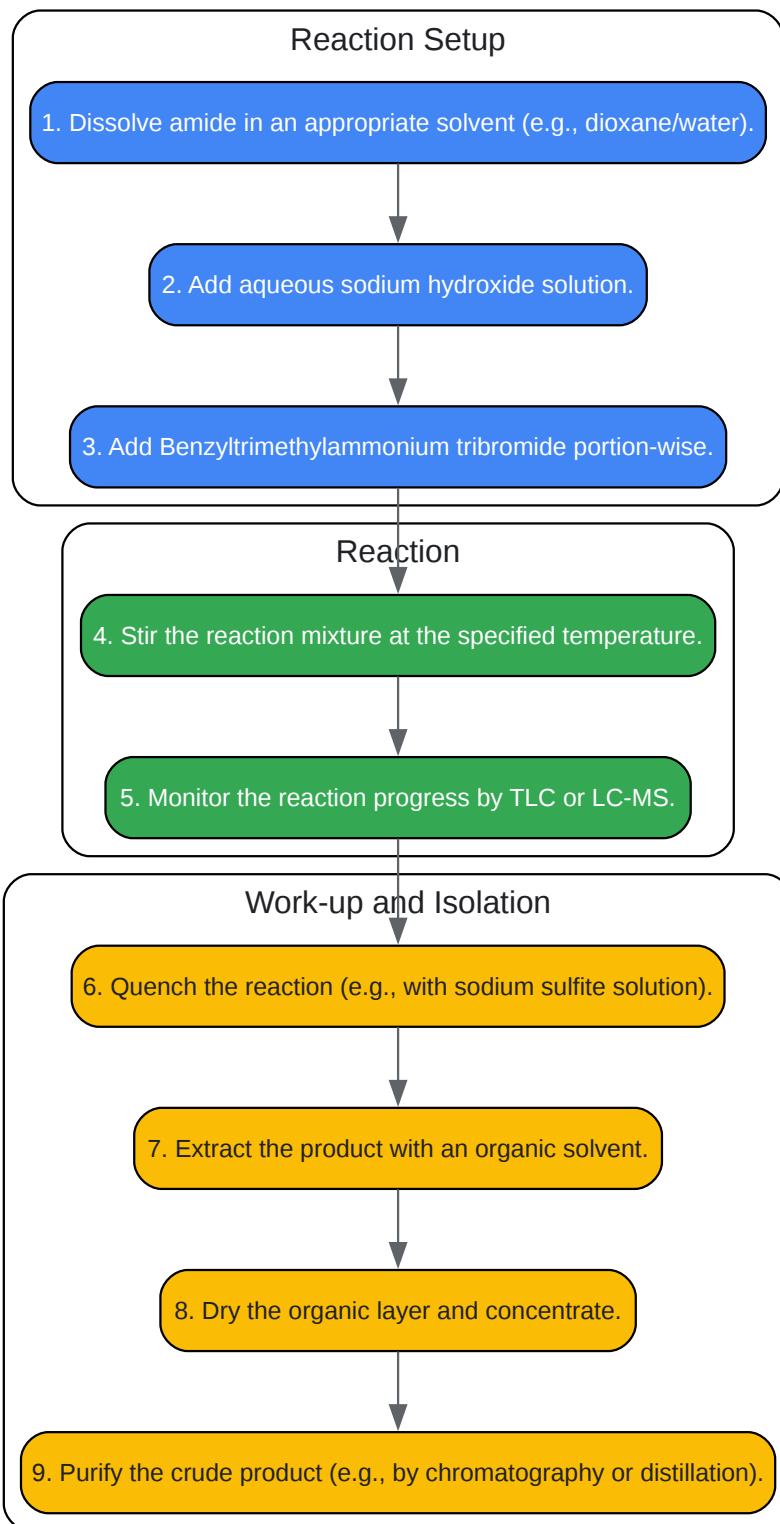 Reaction Setup
1. Dissolve amide in an appropriate solvent (e.g., dioxane/water).
2. Add aqueous sodium hydroxide solution.
3. Add Benzyltrimethylammonium tribromide portion-wise.
Reaction
4. Stir the reaction mixture at the specified temperature.
5. Monitor the reaction progress by TLC or LC-MS.
Work-up and Isolation
6. Quench the reaction (e.g., with sodium sulfite solution).
7. Extract the product with an organic solvent.
8. Dry the organic layer and concentrate.
9. Purify the crude product (e.g., by chromatography or distillation).